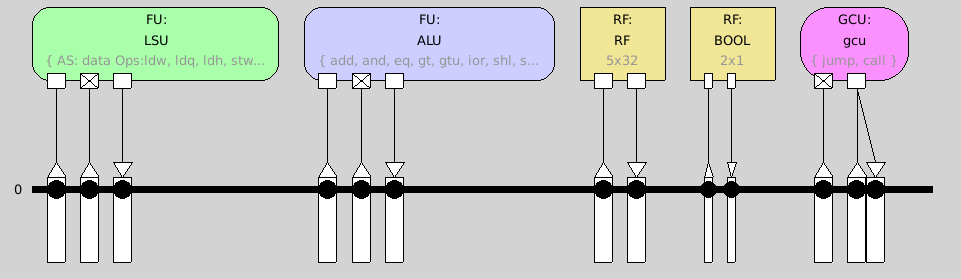 FU:
LSU
{ AS: data Ops:ldw, ldq, ldh, stw...
FU:
ALU
{ add, and, eq, gt, gtu, ior, shl, s...
RF:
RF
5x32
RF:
BOOL
2x1
GCU:
gcu
{ jump, call }
0